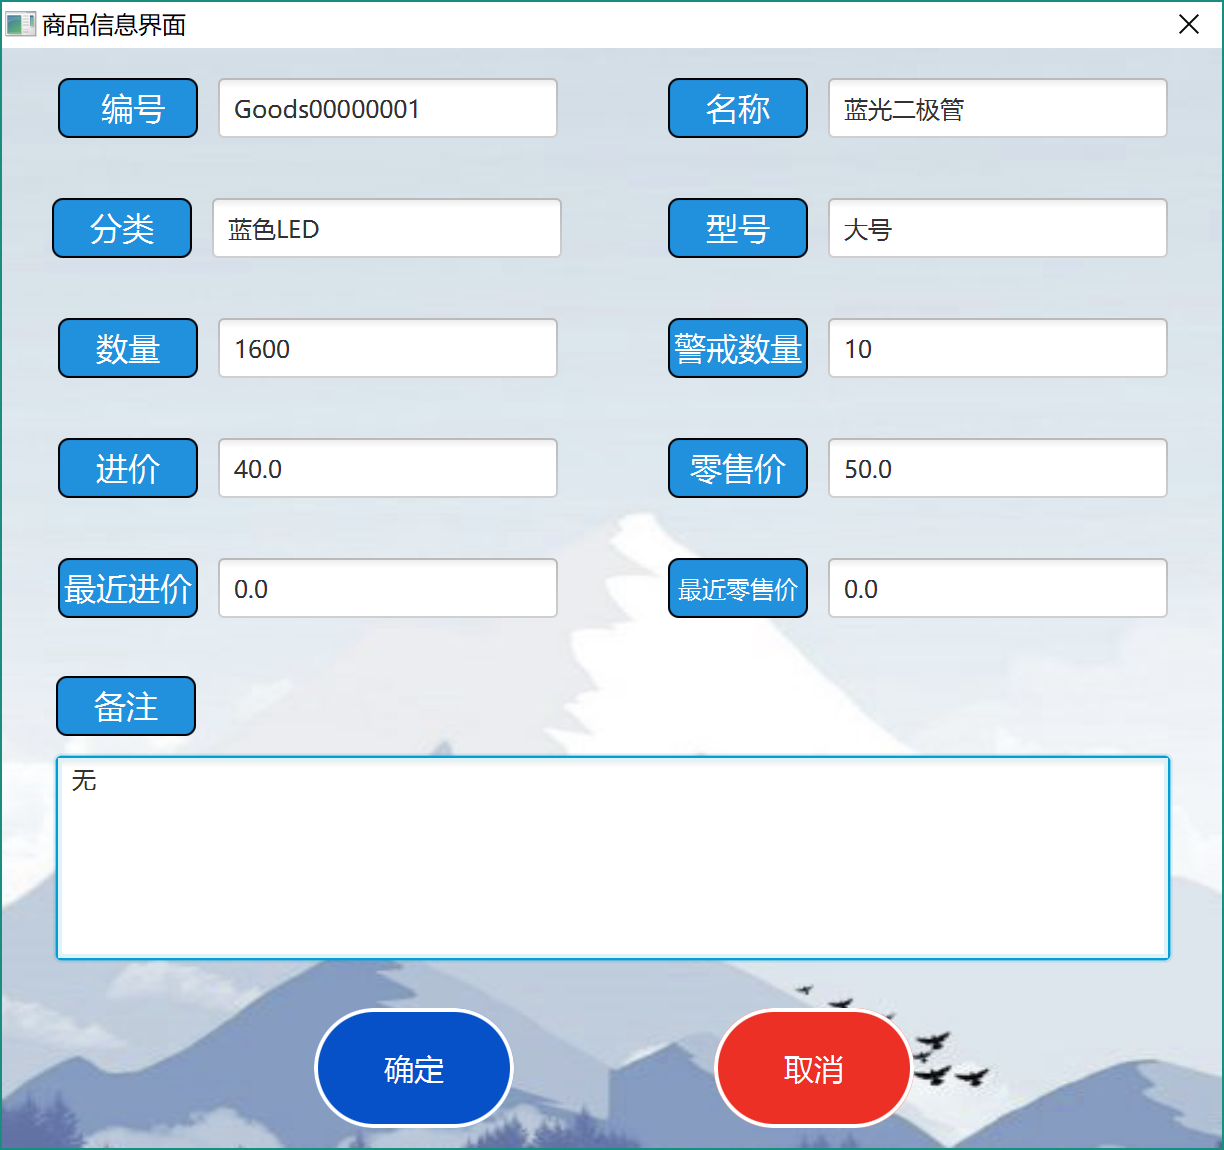 商品信息界面
编号 Goods00000001 名称 蓝光二极管
分类 蓝色LED 型号 大号
数量 1600 警戒数量 10
进价 40.0 零售价 50.0
最近进价 0.0 最近零售价 0.0
备注
无
确定 取消